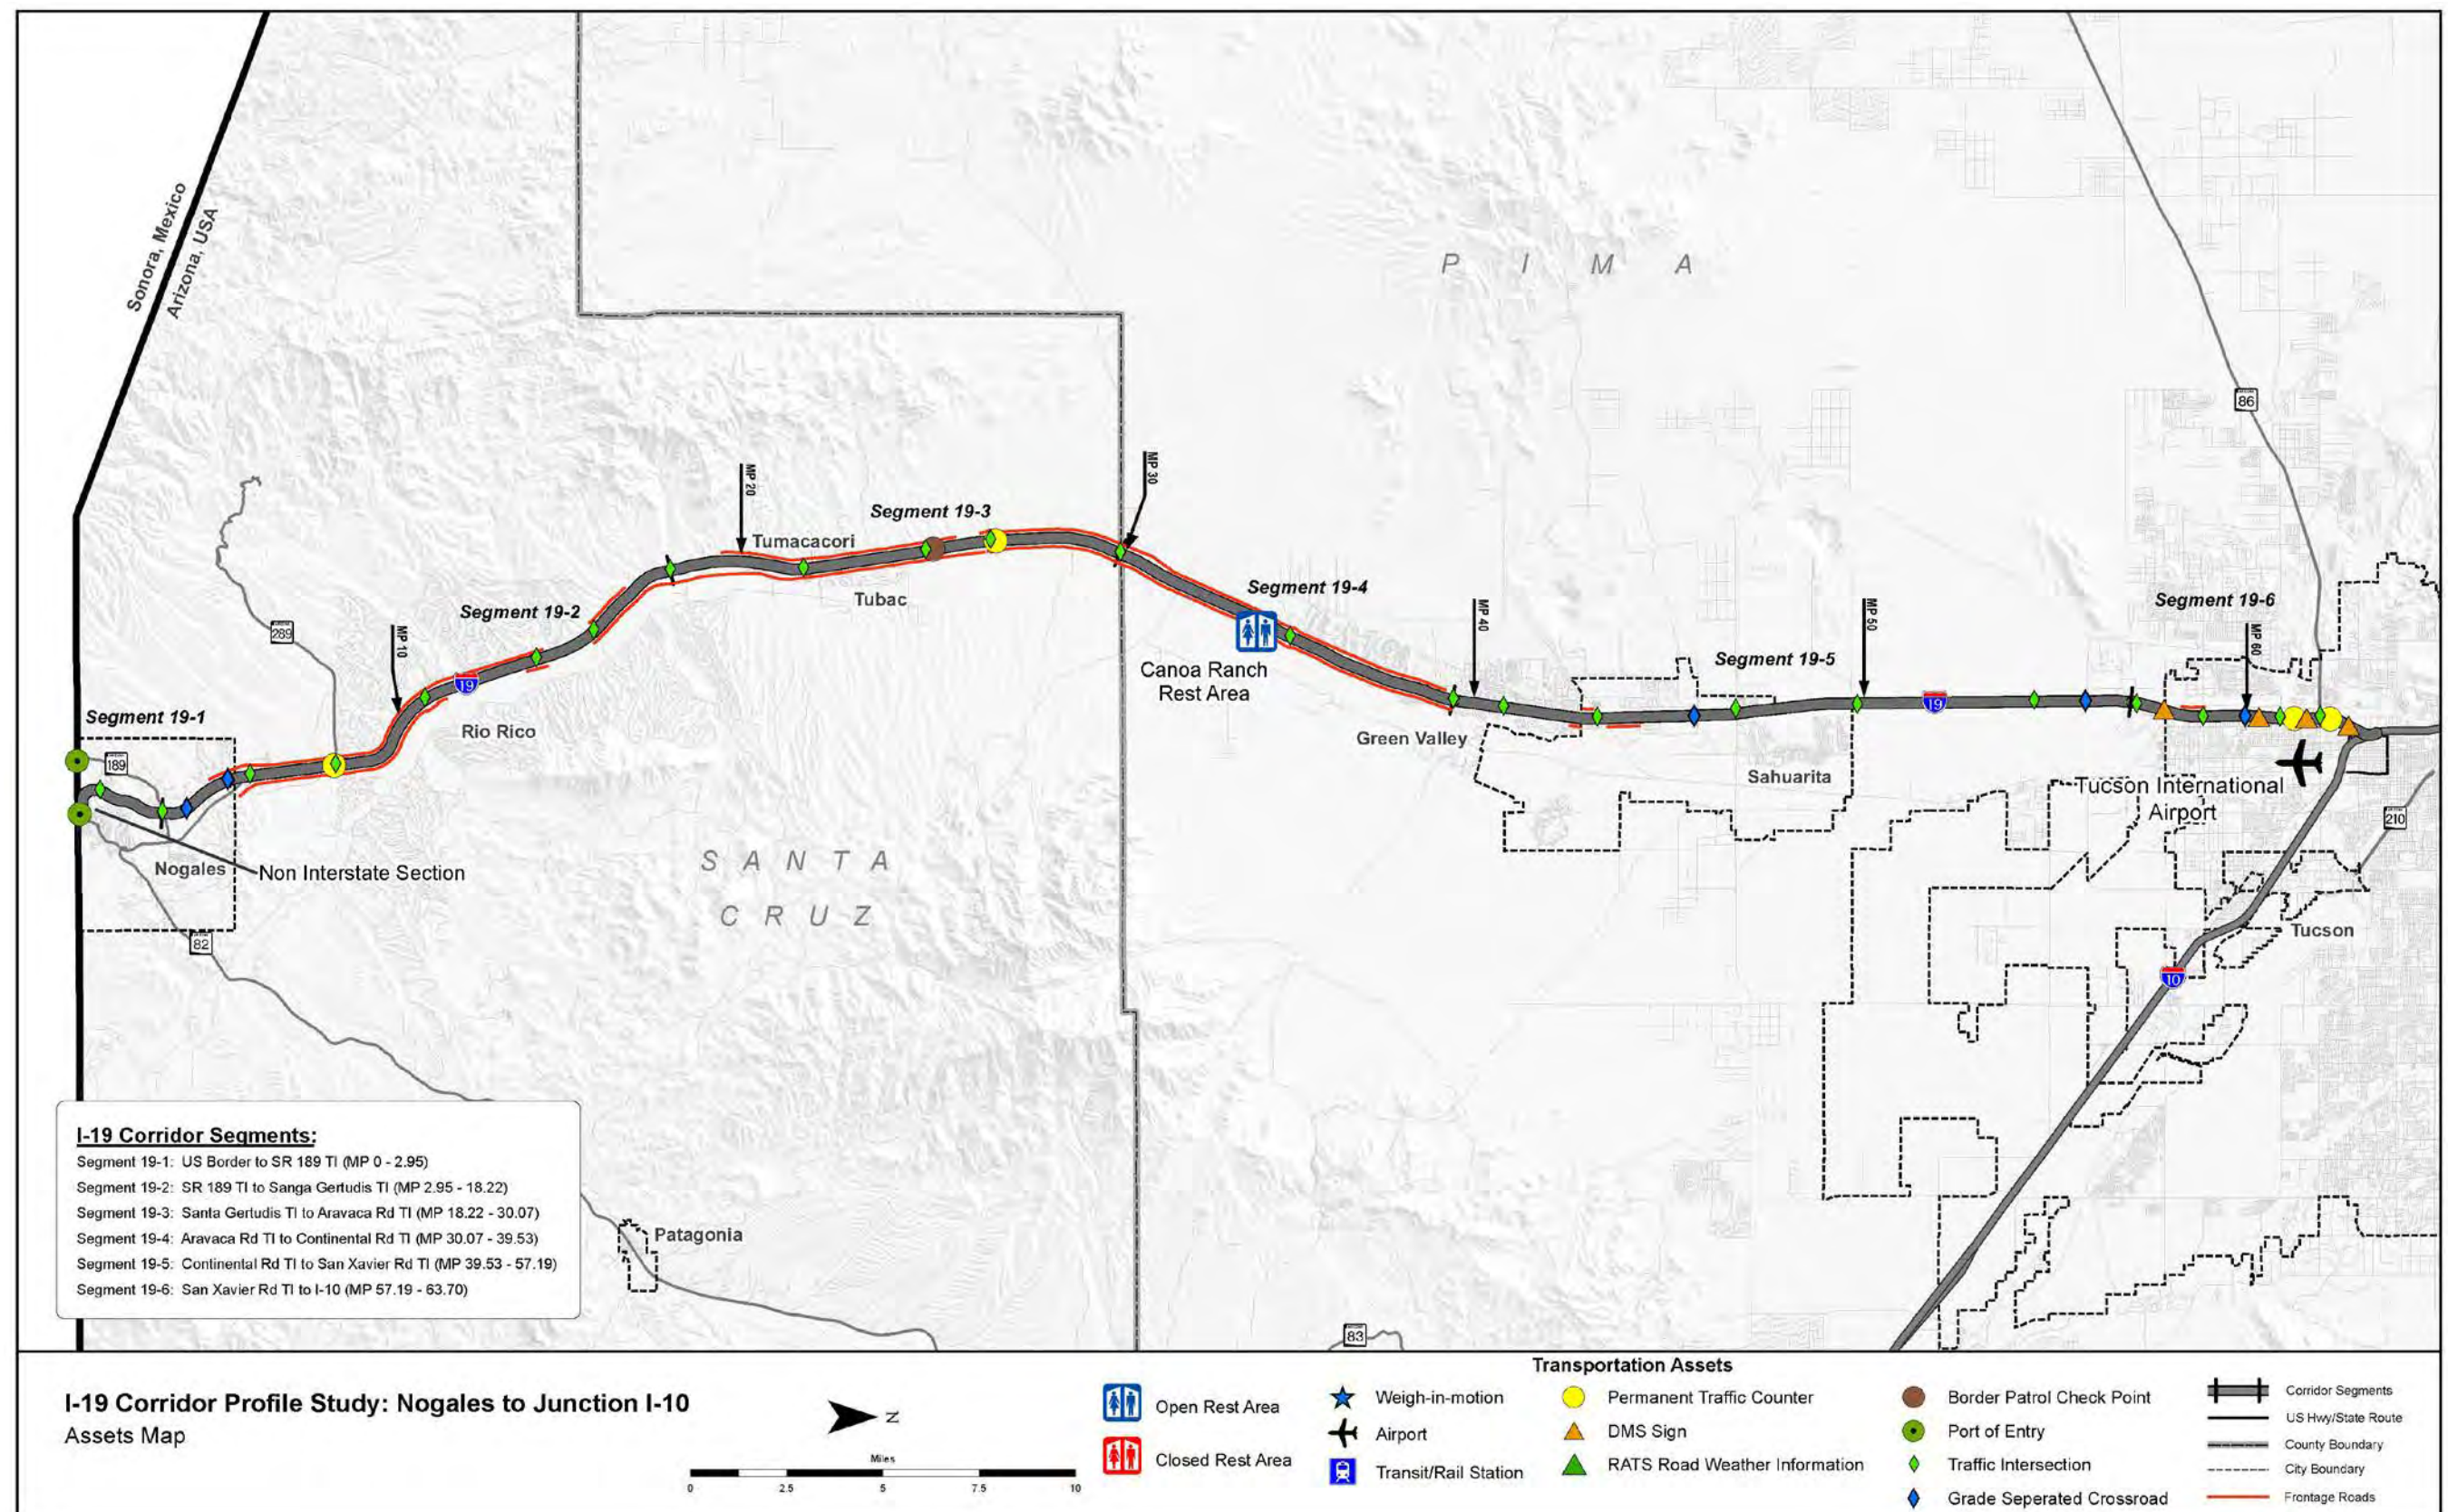 Sonora, Mexico
Arizona, USA
P I M A
86
MP 30
MP 20
Segment 19-3
Tumacacori
Segment 19-4
Tubac
Segment 19-2
MP 40
MP 50
Segment 19-6
MP 60
289
MP 10
Canoa Ranch
Rest Area
Segment 19-5
19
19
Segment 19-1
Rio Rico
Green Valley
189
Sahuarita
Tucson International
Airport
210
Nogales
Non Interstate Section
S A N T A
C R U Z
82
Tucson
10
I-19 Corridor Segments:
Segment 19-1: US Border to SR 189 TI (MP 0 - 2.95)
Segment 19-2: SR 189 TI to Sanga Gertudis TI (MP 2.95 - 18.22)
Segment 19-3: Santa Gertudis TI to Aravaca Rd TI (MP 18.22 - 30.07)
Segment 19-4: Aravaca Rd TI to Continental Rd TI (MP 30.07 - 39.53)
Segment 19-5: Continental Rd TI to San Xavier Rd TI (MP 39.53 - 57.19)
Segment 19-6: San Xavier Rd TI to I-10 (MP 57.19 - 63.70)
Patagonia
83
I-19 Corridor Profile Study: Nogales to Junction I-10
Assets Map
N
Miles
0 2.5 5 7.5 10
Transportation Assets
Open Rest Area
Closed Rest Area
Weigh-in-motion
Airport
Transit/Rail Station
Permanent Traffic Counter
DMS Sign
RATS Road Weather Information
Border Patrol Check Point
Port of Entry
Traffic Intersection
Grade Seperated Crossroad
Corridor Segments
US Hwy/State Route
County Boundary
City Boundary
Frontage Roads